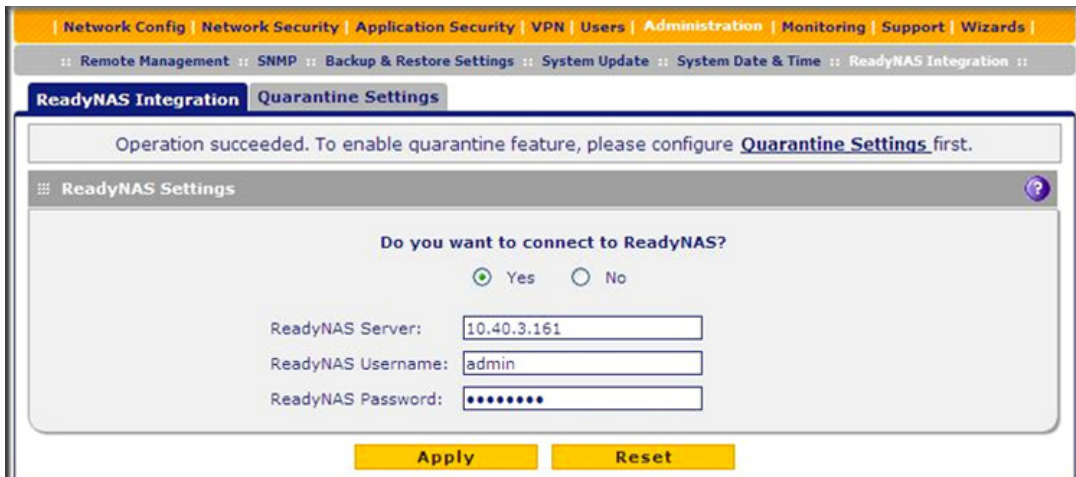 | Network Config | Network Security | Application Security | VPN | Users | Administration | Monitoring | Support | Wizards |
:: Remote Management :: SNMP :: Backup & Restore Settings :: System Update :: System Date & Time :: ReadyNAS Integration ::
ReadyNAS Integration Quarantine Settings
Operation succeeded. To enable quarantine feature, please configure Quarantine Settings first.
ReadyNAS Settings ?
Do you want to connect to ReadyNAS?
Yes No
ReadyNAS Server: 10.40.3.161
ReadyNAS Username: admin
ReadyNAS Password: ••••••••
Apply Reset